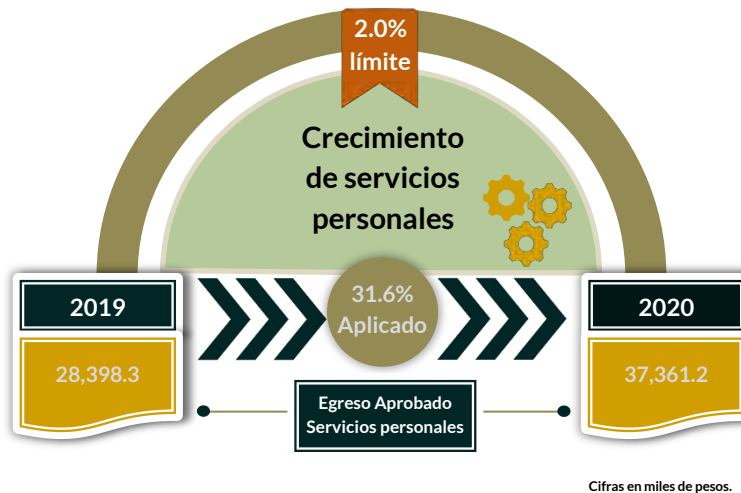 2.0%
límite
Crecimiento
de servicios
personales
2019
31.6%
Aplicado
2020
28,398.3
37,361.2
Egreso Aprobado
Servicios personales
Cifras en miles de pesos.